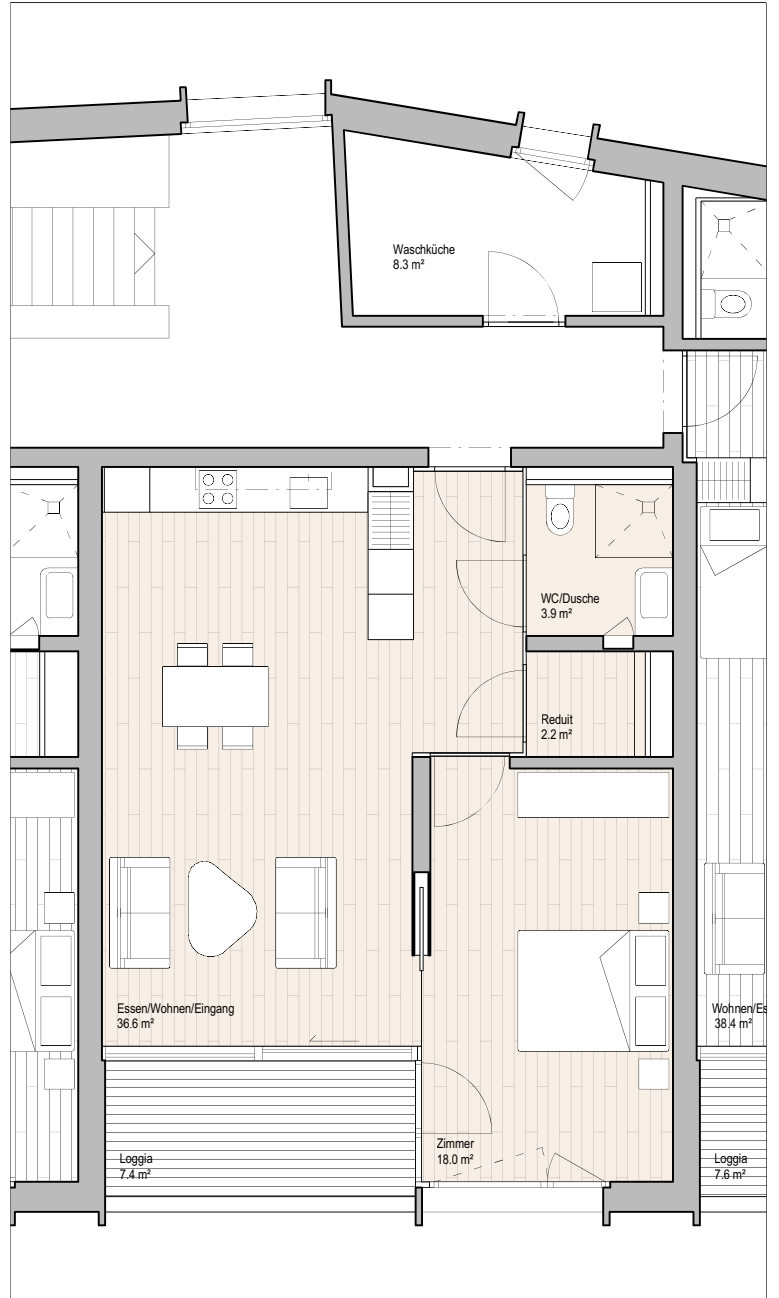 Waschküche
8.3 m²
WC/Dusche
3.9 m²
Reduit
2.2 m²
Essen/Wohnen/Eingang
36.6 m²
Wohnen/Es
38.4 m²
Zimmer
18.0 m²
Loggia
7.4 m²
Loggia
7.6 m²